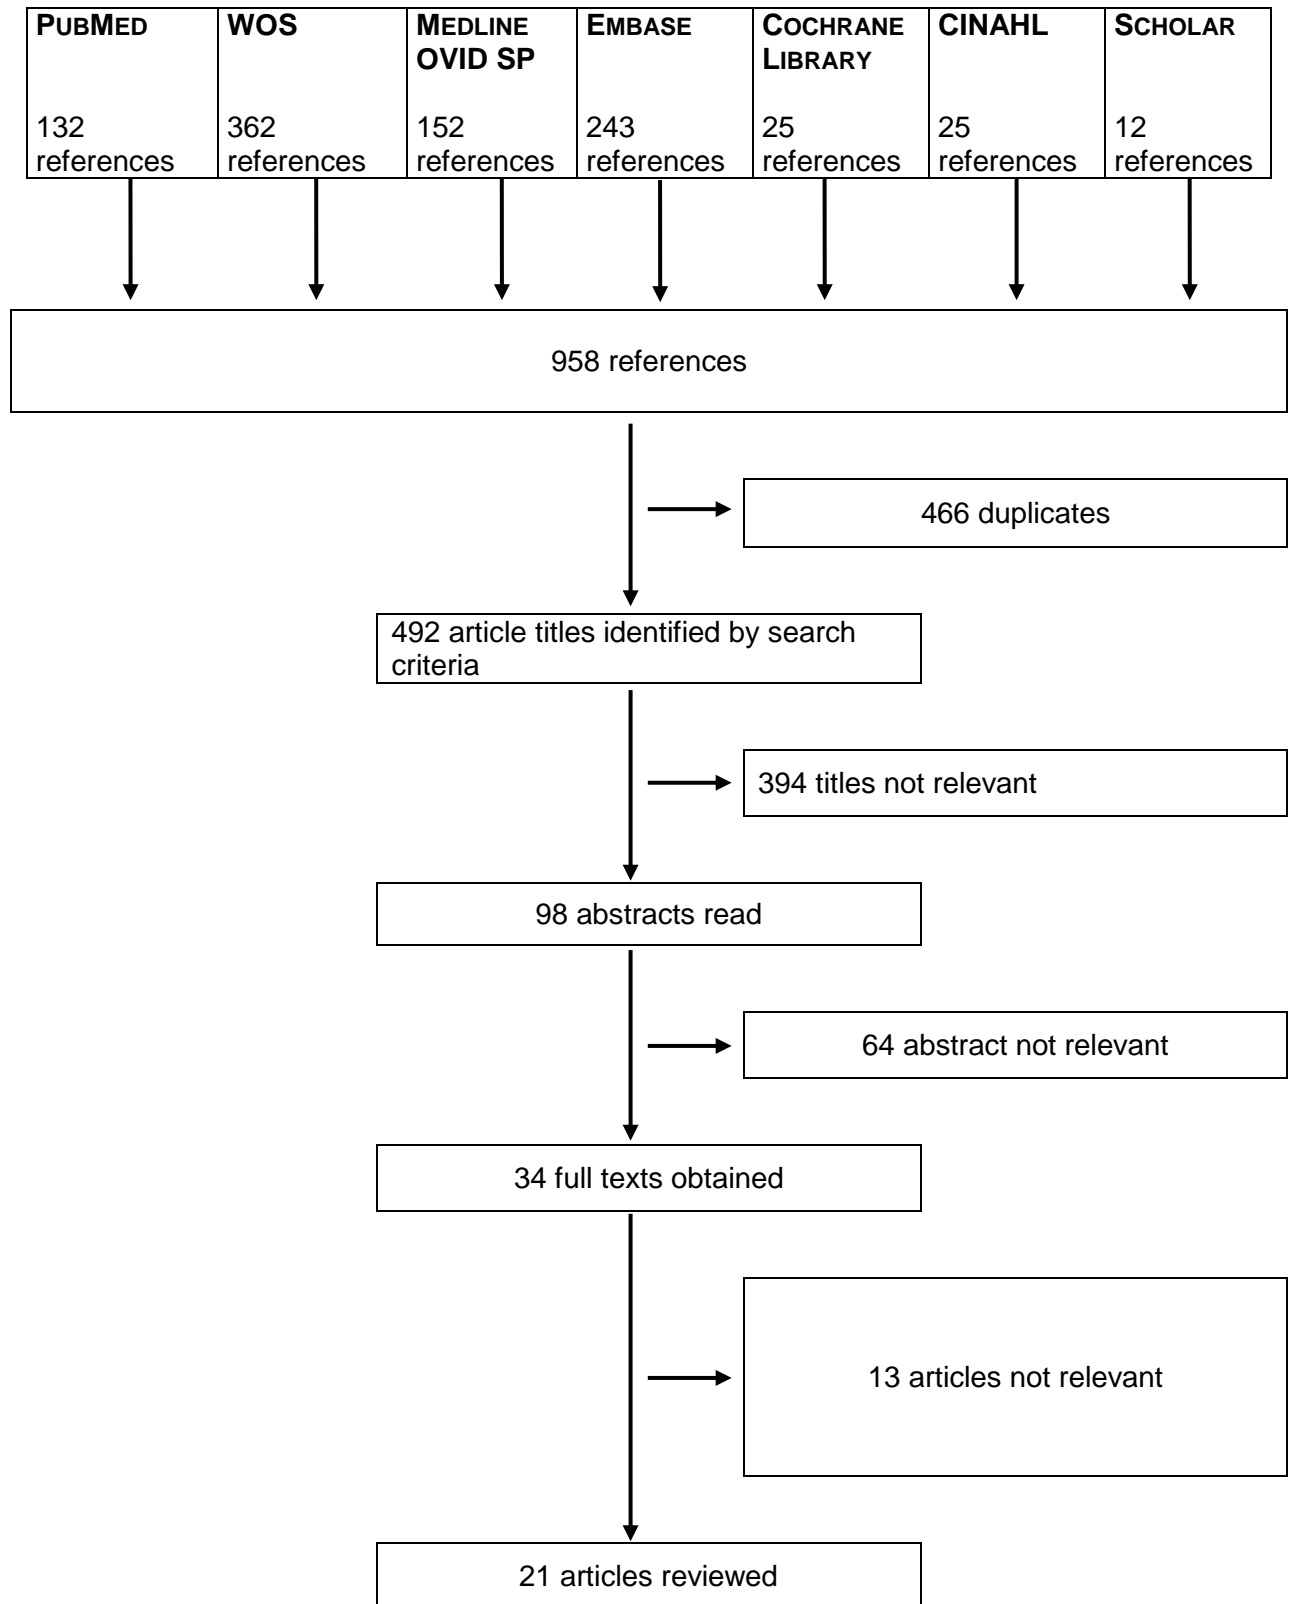 PUBMED
132
references
WOS
362
references
MEDLINE
OVID SP
152
references
EMBASE
243
references
COCHRANE
LIBRARY
25
references
CINAHL
25
references
SCHOLAR
12
references
958 references
466 duplicates
492 article titles identified by search
criteria
394 titles not relevant
98 abstracts read
64 abstract not relevant
34 full texts obtained
13 articles not relevant
21 articles reviewed